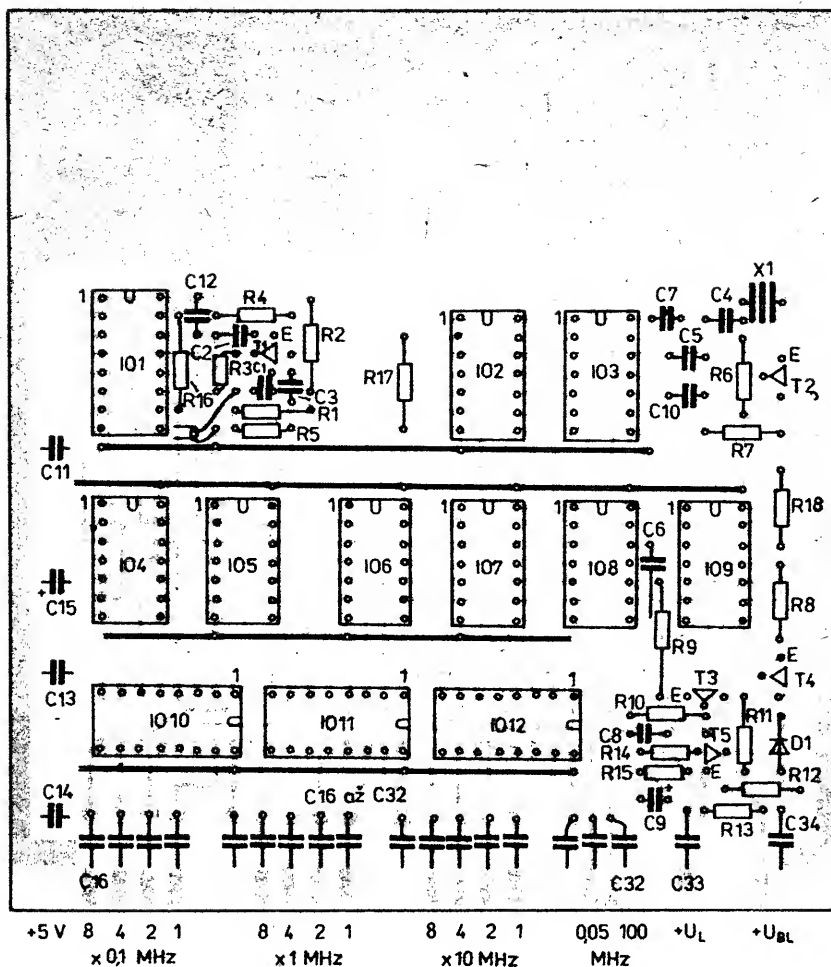 C12 R4 X1
1 1 1 C7 C4
E C5 E
IO1 C2 T1 R2 IO2 IO3 R6 T2
R3 C1 R17
R16 C3 C10
R1
R5 R7
C11
R18
1 1 1 1 1 C6 1
IO4 IO5 IO6 IO7 IO8 IO9
+ C15 R8
R9
E
C13 1 1 1 T3 T4
R10 E
IO10 IO11 IO12 R11
C8 T5 D1
R14
R15 E R12
C14 C16 až C32 +
C9 R13 C34
C16 C32 C33
+5 V 8 4 2 1 8 4 2 1 8 4 2 1 0,05 100 +UL +UBL
x 0,1 MHz x 1 MHz x 10 MHz MHz